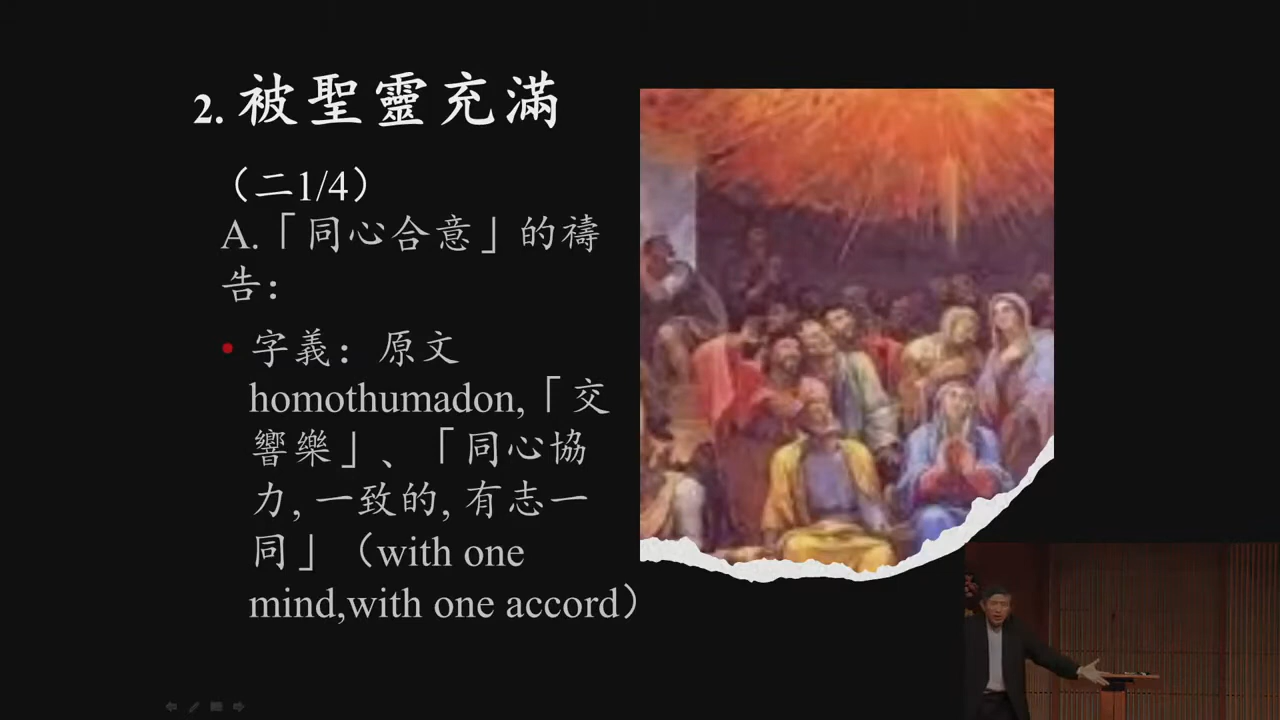 2. 被聖靈充滿
（二1/4）
A.「同心合意」的禱
告：
字義：原文
homothumadon,「交
響樂」、「同心協
力, 一致的, 有志一
同」（with one
mind,with one accord）